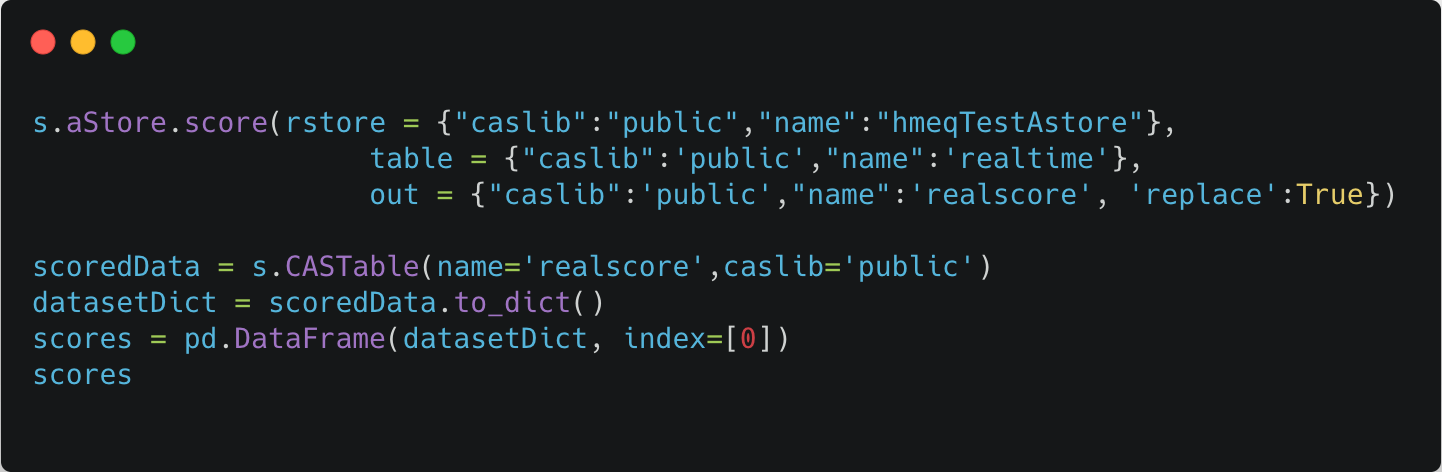 s.aStore.score(rstore = {"caslib":"public","name":"hmeqTestAstore"},
                    table = {"caslib":'public',"name":'realtime'},
                    out = {"caslib":'public',"name":'realscore', 'replace':True})

scoredData = s.CASTable(name='realscore',caslib='public')
datasetDict = scoredData.to_dict()
scores = pd.DataFrame(datasetDict, index=[0])
scores